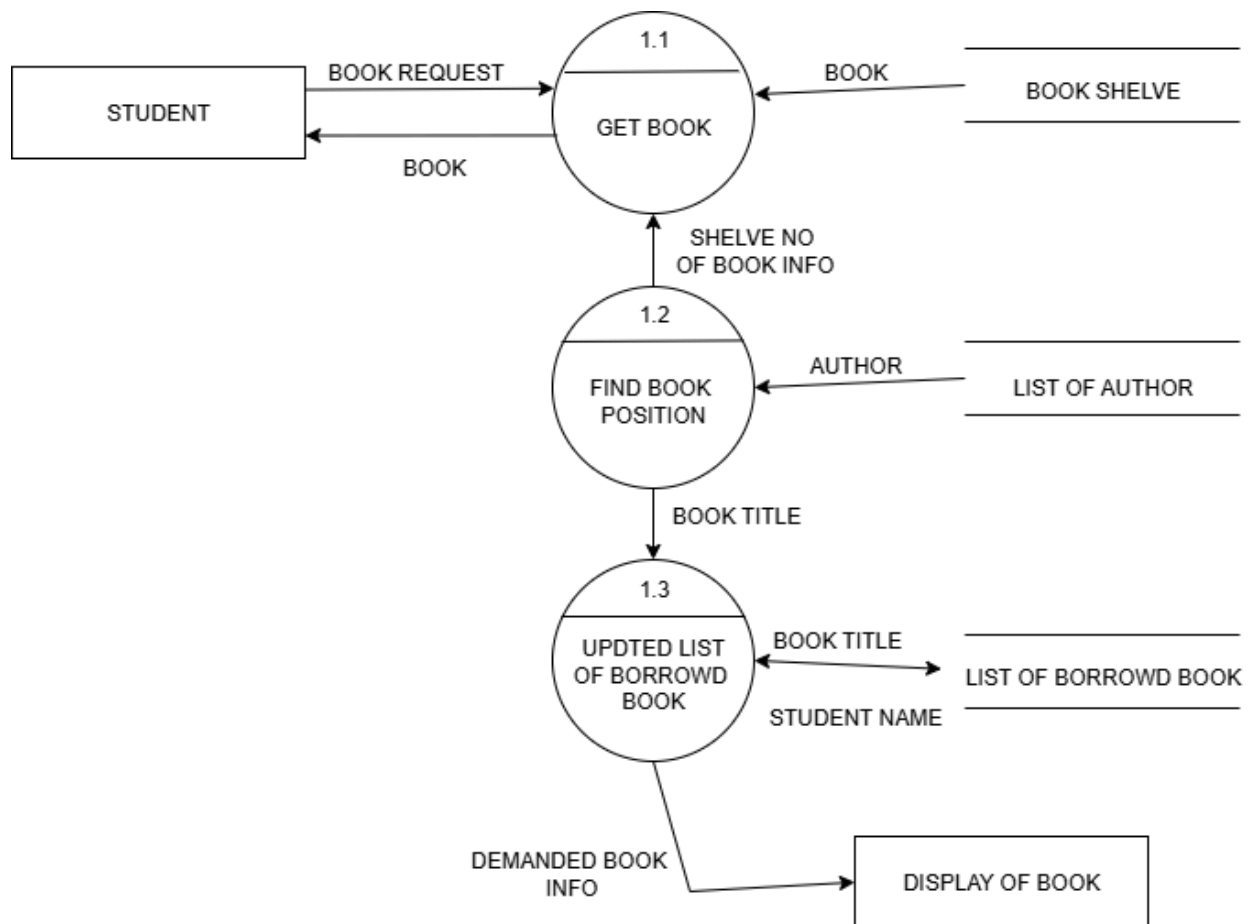 1.1
BOOK REQUEST
BOOK
STUDENT
BOOK SHELVE
GET BOOK
BOOK
SHELVE NO
OF BOOK INFO
1.2
AUTHOR
FIND BOOK
POSITION
LIST OF AUTHOR
BOOK TITLE
1.3
UPDTED LIST
OF BORROWD
BOOK
BOOK TITLE
LIST OF BORROWD BOOK
STUDENT NAME
DEMANDED BOOK
INFO
DISPLAY OF BOOK